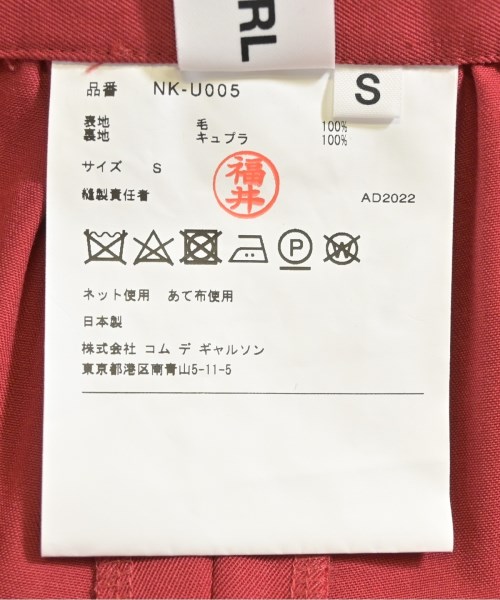 RL
S
品番 NK-U005
表地 毛 100%
裏地 キュプラ 100%
サイズ S
福井
縫製責任者
AD2022
P
W
ネット使用 あて布使用
日本製
株式会社 コム デ ギャルソン
東京都港区南青山5-11-5